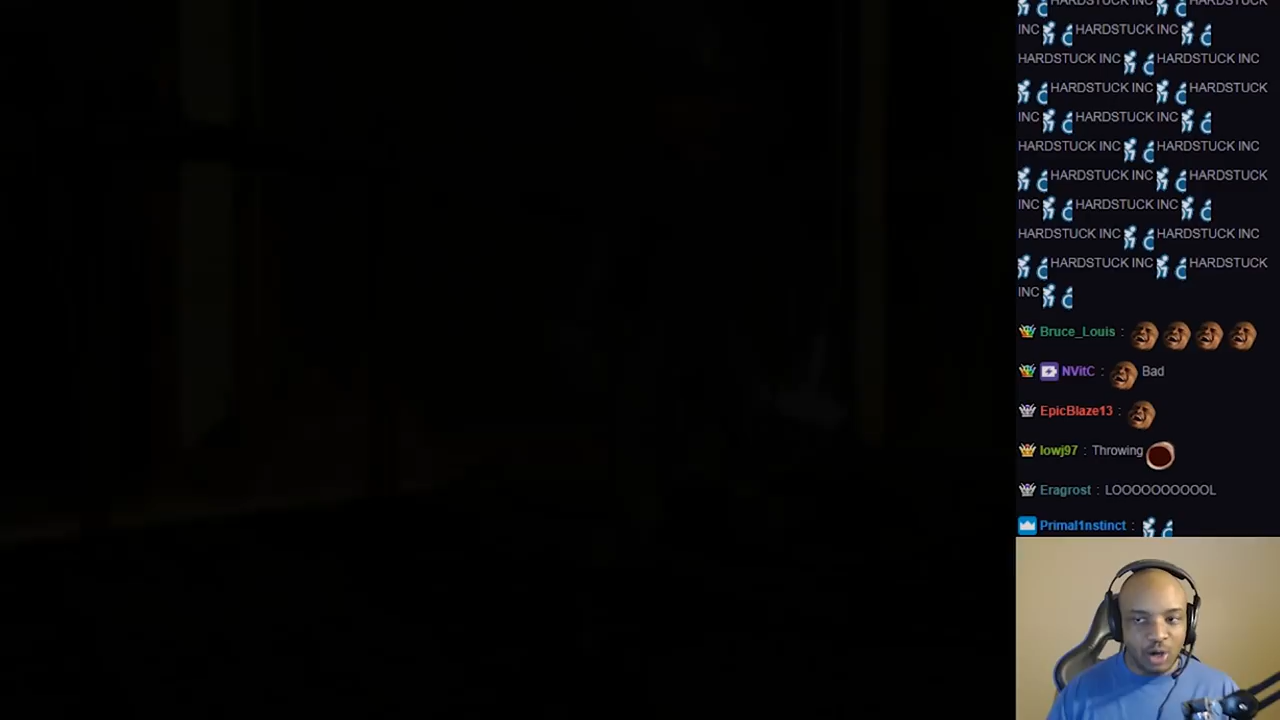 HARDSTUCK INC HARDSTUCK
INC HARDSTUCK INC
HARDSTUCK INC HARDSTUCK INC
HARDSTUCK INC HARDSTUCK
INC HARDSTUCK INC
HARDSTUCK INC HARDSTUCK INC
HARDSTUCK INC HARDSTUCK
INC HARDSTUCK INC
HARDSTUCK INC HARDSTUCK INC
HARDSTUCK INC HARDSTUCK
INC
Bruce_Louis :
NVitC : Bad
EpicBlaze13 :
lowj97 : Throwing
Eragrost : LOOOOOOOOOOL
Primal1nstinct :